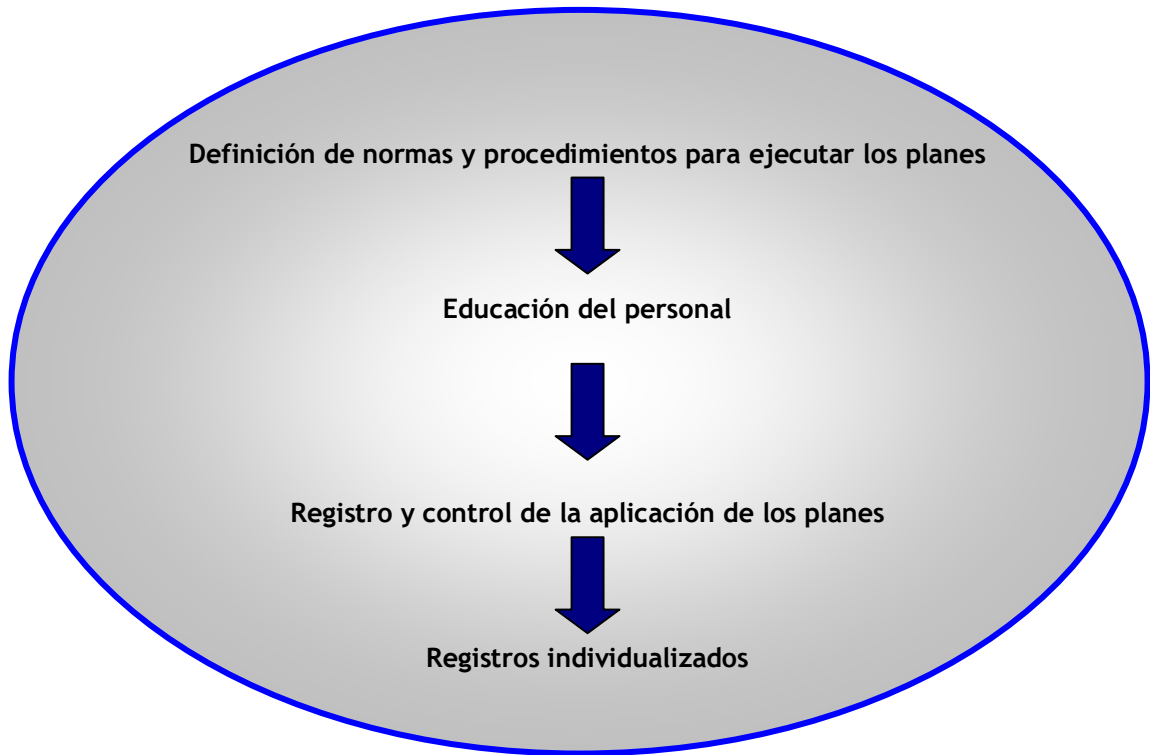 Definición de normas y procedimientos para ejecutar los planes
Educación del personal
Registro y control de la aplicación de los planes
Registros individualizados